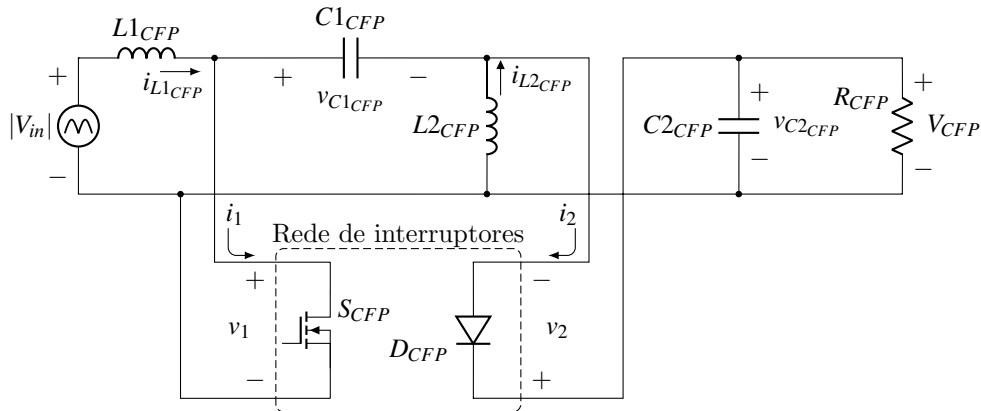 L1CFP
C1CFP
+
iL1CFP
+
−
vC1CFP
iL2CFP
|Vin|
L2CFP
C2CFP
+
vC2CFP
−
RCFP
+
VCFP
−
−
i1
i2
Rede de interruptores
+
v1
−
SCFP
DCFP
−
v2
+